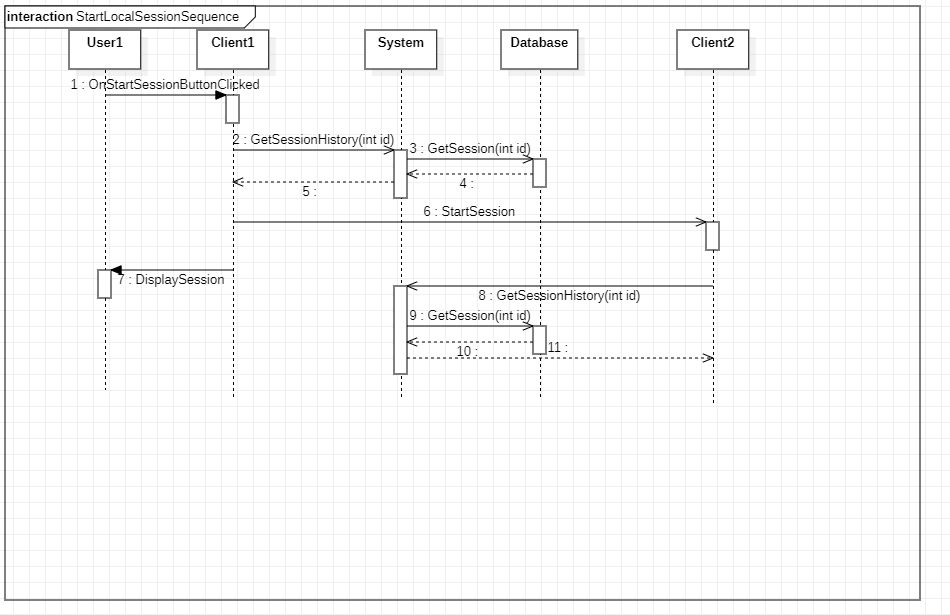 interaction StartLocalSessionSequence
User1
Client1
System
Database
Client2
1 : OnStartSessionButtonClicked
2 : GetSessionHistory(int id)
3 : GetSession(int id)
4 :
5 :
6 : StartSession
7 : DisplaySession
8 : GetSessionHistory(int id)
9 : GetSession(int id)
10 :
11 :